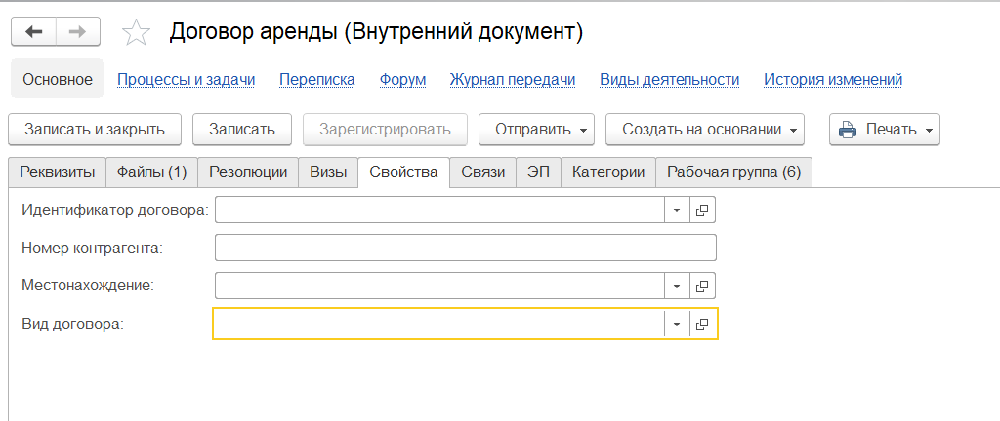 Договор аренды (Внутренний документ)
Основное Процессы и задачи Переписка Форум Журнал передачи Виды деятельности История изменений
Записать и закрыть Записать Зарегистрировать Отправить Создать на основании Печать
Реквизиты Файлы (1) Резолюции Визы Свойства Связи ЭП Категории Рабочая группа (6)
Идентификатор договора:
Номер контрагента:
Местонахождение:
Вид договора: